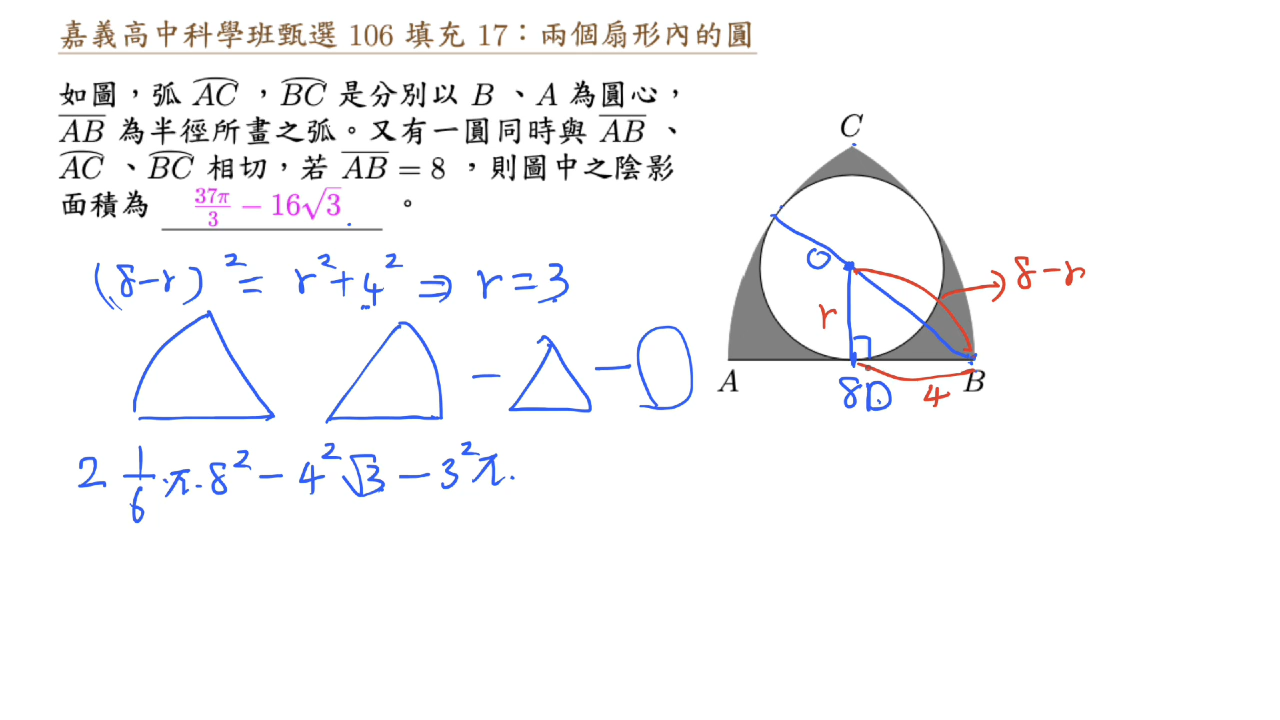 嘉義高中科學班甄選 106 填充 17：兩個扇形內的圓
如圖，弧 AC ，BC 是分別以 B 、A 為圓心，
AB 為半徑所畫之弧。又有一圓同時與 AB 、
AC 、BC 相切，若 AB = 8 ，則圖中之陰影
面積為 37π/3 − 16√3 。
(8-r)² = r²+4² ⇒ r=3
− −
2 1/6·π·8² − 4²√3 − 3²π.
C
O
8-r
r
A
8D
4
B